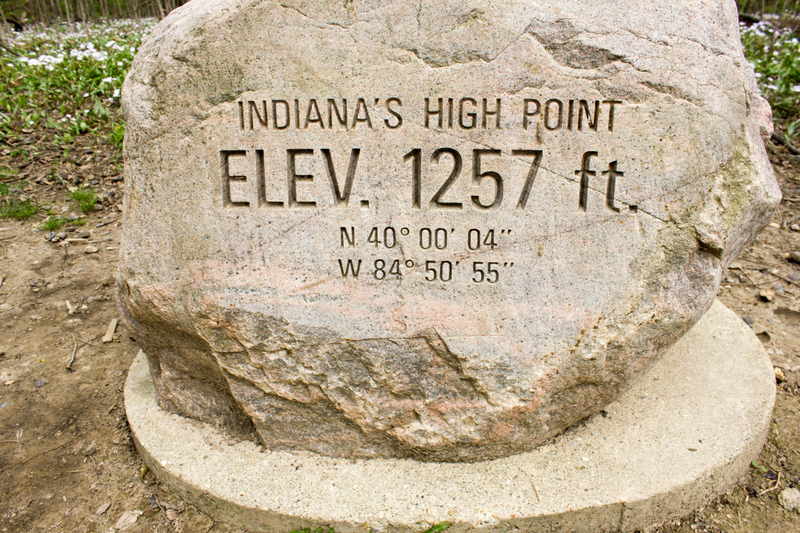 INDIANA'S HIGH POINT
ELEV. 1257 ft.
N 40° 00' 04"
W 84° 50' 55"